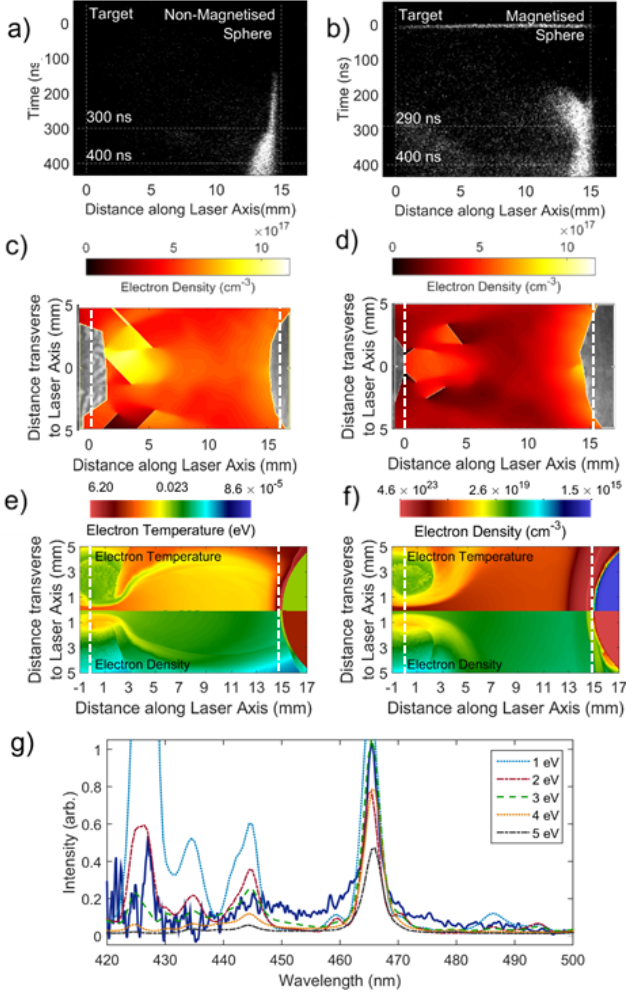 a)
Target
Non-Magnetised
Sphere
Time (ns)
0
100
200
300
400
300 ns
400 ns
0
5
10
15
Distance along Laser Axis(mm)
b)
Target
Magnetised
Sphere
Time (ns)
0
100
200
300
400
290 ns
400 ns
0
5
10
15
Distance along Laser Axis (mm)
c)
×10¹⁷
0
5
10
Electron Density (cm⁻³)
Distance transverse
to Laser Axis (mm)
5
0
5
0
5
10
15
Distance along Laser Axis (mm)
d)
×10¹⁷
0
5
10
Electron Density (cm⁻³)
Distance transverse
to Laser Axis (mm)
5
0
5
0
5
10
15
Distance along Laser Axis (mm)
e)
6.20
0.023
8.6 × 10⁻⁵
Electron Temperature (eV)
Electron Temperature
Electron Density
Distance transverse
to Laser Axis (mm)
5
3
1
1
3
5
-1
1
3
5
7
9
11
13
15
17
Distance along Laser Axis (mm)
f)
4.6 × 10²³
2.6 × 10¹⁹
1.5 × 10¹⁵
Electron Density (cm⁻³)
Electron Temperature
Electron Density
Distance transverse
to Laser Axis (mm)
5
3
1
1
3
5
-1
1
3
5
7
9
11
13
15
17
Distance along Laser Axis (mm)
g)
Intensity (arb.)
1
0.8
0.6
0.4
0.2
0
1 eV
2 eV
3 eV
4 eV
5 eV
420
430
440
450
460
470
480
490
500
Wavelength (nm)